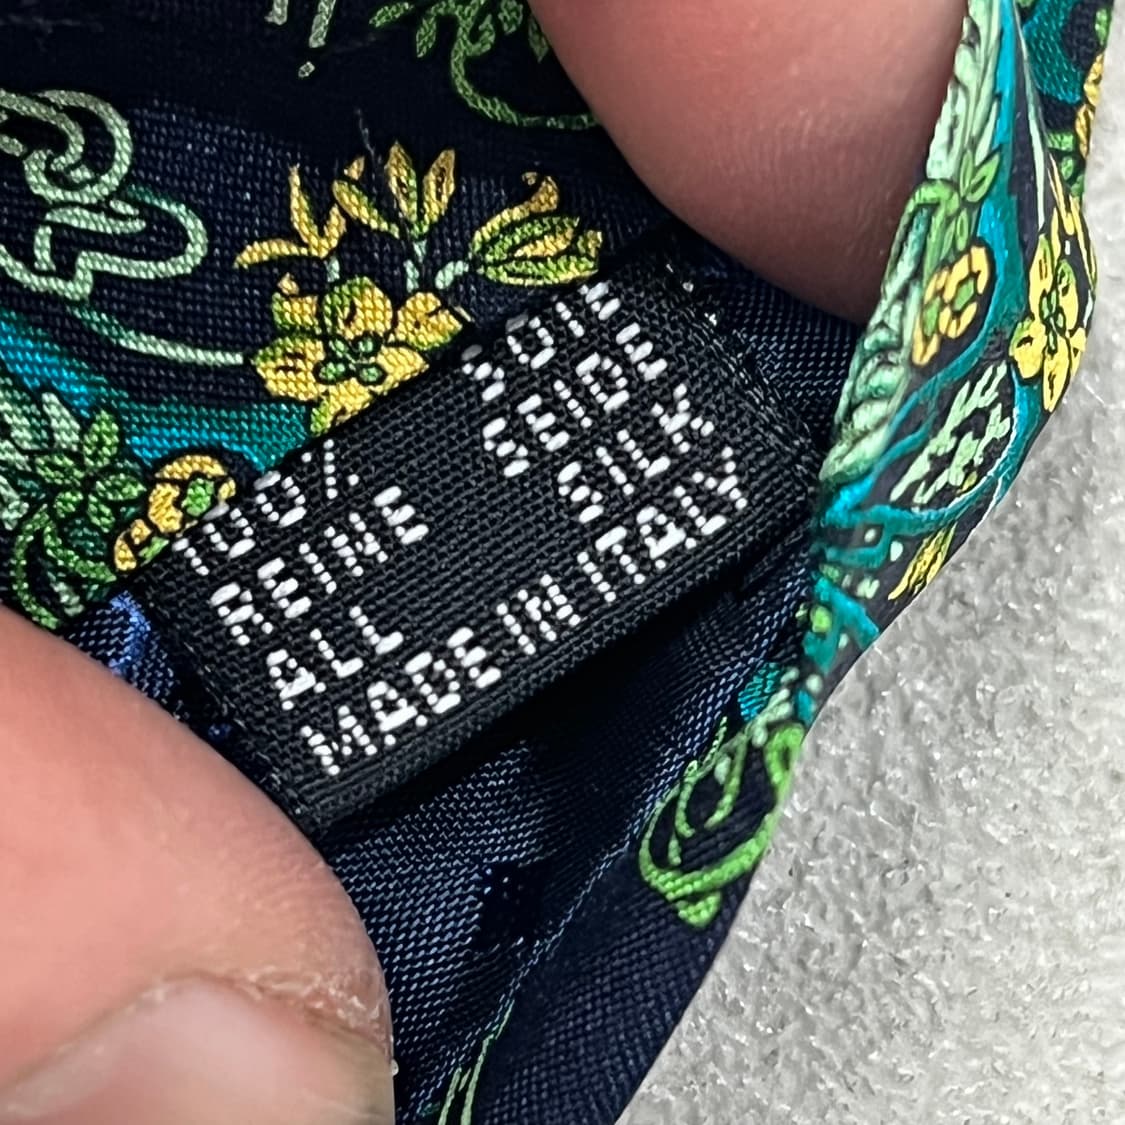 100% SOIE
REINE SEIDE
ALL SILK
MADE IN ITALY